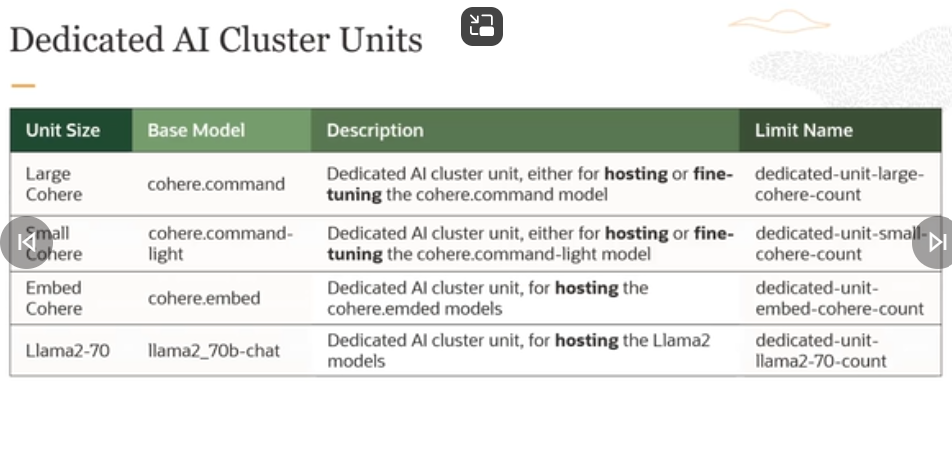 Dedicated AI Cluster Units
Unit Size Base Model Description Limit Name
Large
Cohere
cohere.command
Dedicated AI cluster unit, either for hosting or fine-
tuning the cohere.command model
dedicated-unit-large-
cohere-count
Small
Cohere
cohere.command-
light
Dedicated AI cluster unit, either for hosting or fine-
tuning the cohere.command-light model
dedicated-unit-small-
cohere-count
Embed
Cohere
cohere.embed
Dedicated AI cluster unit, for hosting the
cohere.emded models
dedicated-unit-
embed-cohere-count
Llama2-70
llama2_70b-chat
Dedicated AI cluster unit, for hosting the Llama2
models
dedicated-unit-
llama2-70-count